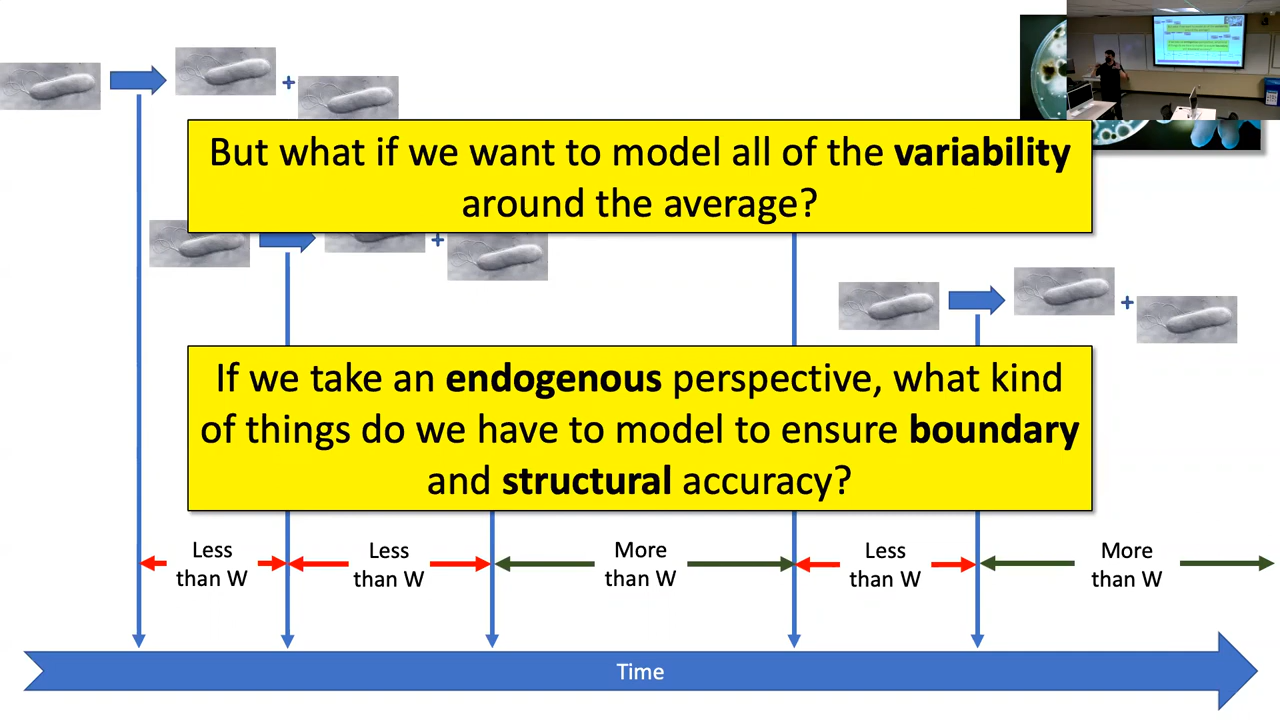 +
But what if we want to model all of the variability
around the average?
+
+
If we take an endogenous perspective, what kind
of things do we have to model to ensure boundary
and structural accuracy?
Less
than W
Less
than W
More
than W
Less
than W
More
than W
Time